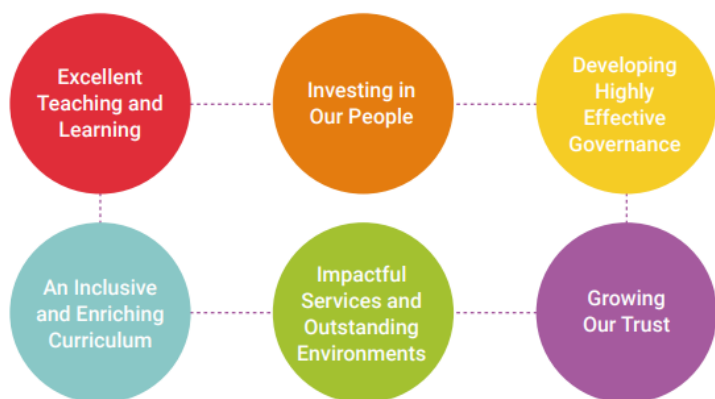 Excellent
Teaching and
Learning
Investing in
Our People
Developing
Highly
Effective
Governance
An Inclusive
and Enriching
Curriculum
Impactful
Services and
Outstanding
Environments
Growing
Our Trust